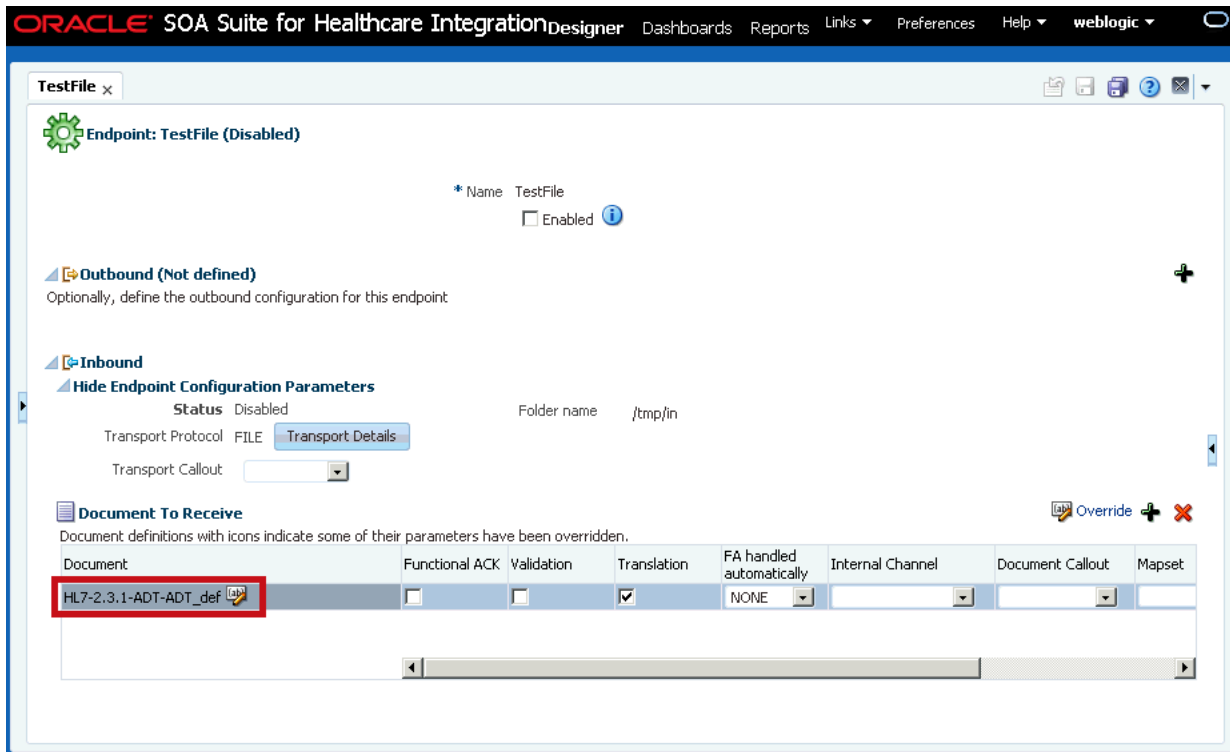 ORACLE® SOA Suite for Healthcare Integration Designer Dashboards Reports Links Preferences Help weblogic
TestFile
Endpoint: TestFile (Disabled)
* Name TestFile
Enabled
Outbound (Not defined)
Optionally, define the outbound configuration for this endpoint
Inbound
Hide Endpoint Configuration Parameters
Status Disabled Folder name /tmp/in
Transport Protocol FILE Transport Details
Transport Callout
Document To Receive Override
Document definitions with icons indicate some of their parameters have been overridden.
Document Functional ACK Validation Translation FA handled automatically Internal Channel Document Callout Mapset
HL7-2.3.1-ADT-ADT_def NONE